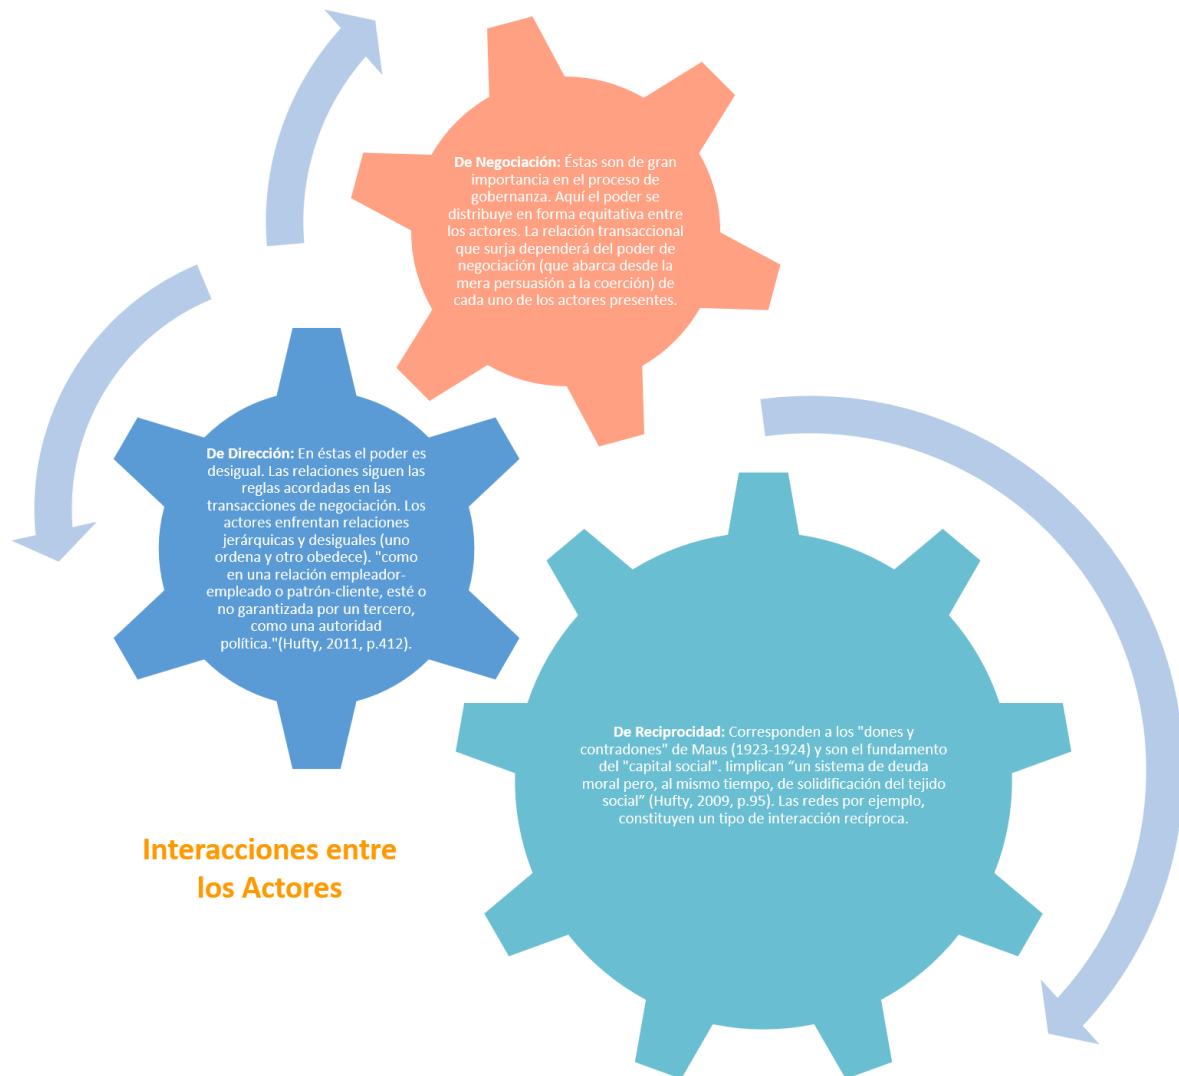 De Negociación: Éstas son de gran
importancia en el proceso de
gobernanza. Aquí el poder se
distribuye en forma equitativa entre
los actores. La relación transaccional
que surja dependerá del poder de
negociación (que abarca desde la
mera persuasión a la coerción) de
cada uno de los actores presentes.
De Dirección: En éstas el poder es
desigual. Las relaciones siguen las
reglas acordadas en las
transacciones de negociación. Los
actores enfrentan relaciones
jerárquicas y desiguales (uno
ordena y otro obedece). "como
en una relación empleador-
empleado o patrón-cliente, esté o
no garantizada por un tercero,
como una autoridad
política."(Hufty, 2011, p.412).
De Reciprocidad: Corresponden a los "dones y
contradones" de Maus (1923-1924) y son el fundamento
del "capital social". Iimplican “un sistema de deuda
moral pero, al mismo tiempo, de solidificación del tejido
social” (Hufty, 2009, p.95). Las redes por ejemplo,
constituyen un tipo de interacción recíproca.
Interacciones entre
los Actores